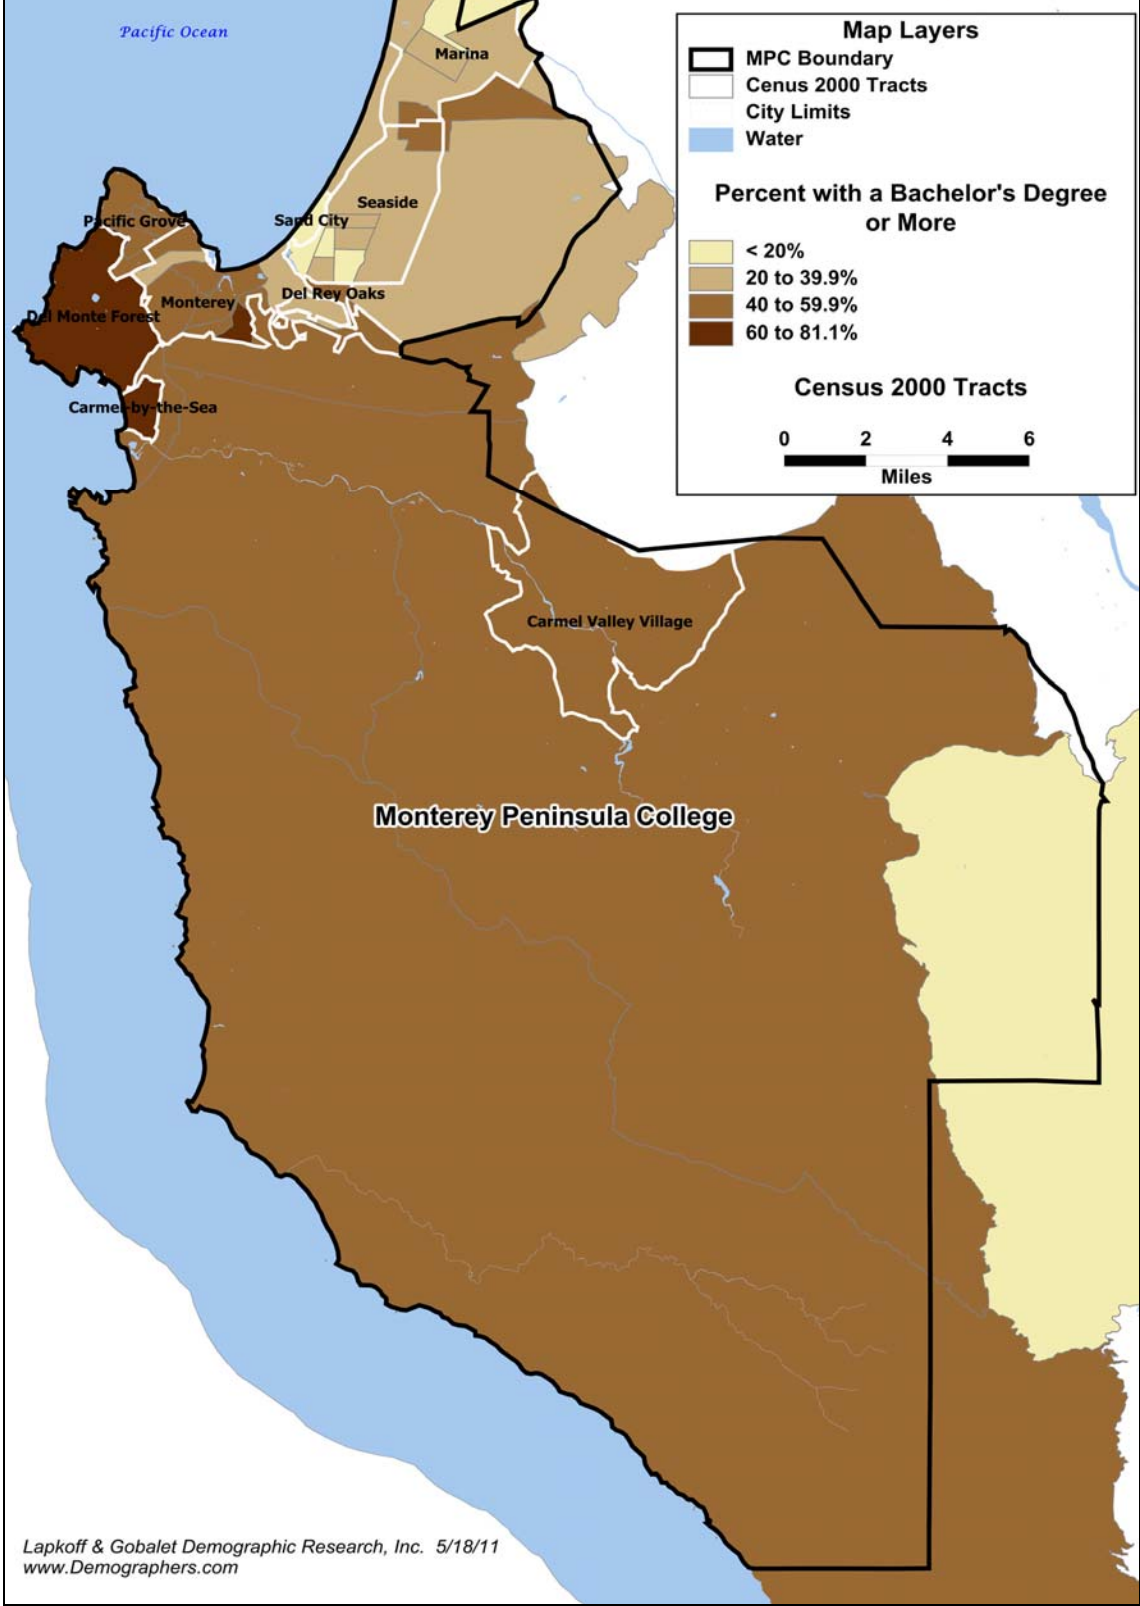 Pacific Ocean
Marina
Seaside
Sand City
Pacific Grove
Del Rey Oaks
Monterey
Del Monte Forest
Carmel-by-the-Sea
Carmel Valley Village
Monterey Peninsula College
Map Layers
MPC Boundary
Cenus 2000 Tracts
City Limits
Water
Percent with a Bachelor's Degree
or More
< 20%
20 to 39.9%
40 to 59.9%
60 to 81.1%
Census 2000 Tracts
0 2 4 6
Miles
Lapkoff & Gobalet Demographic Research, Inc. 5/18/11
www.Demographers.com